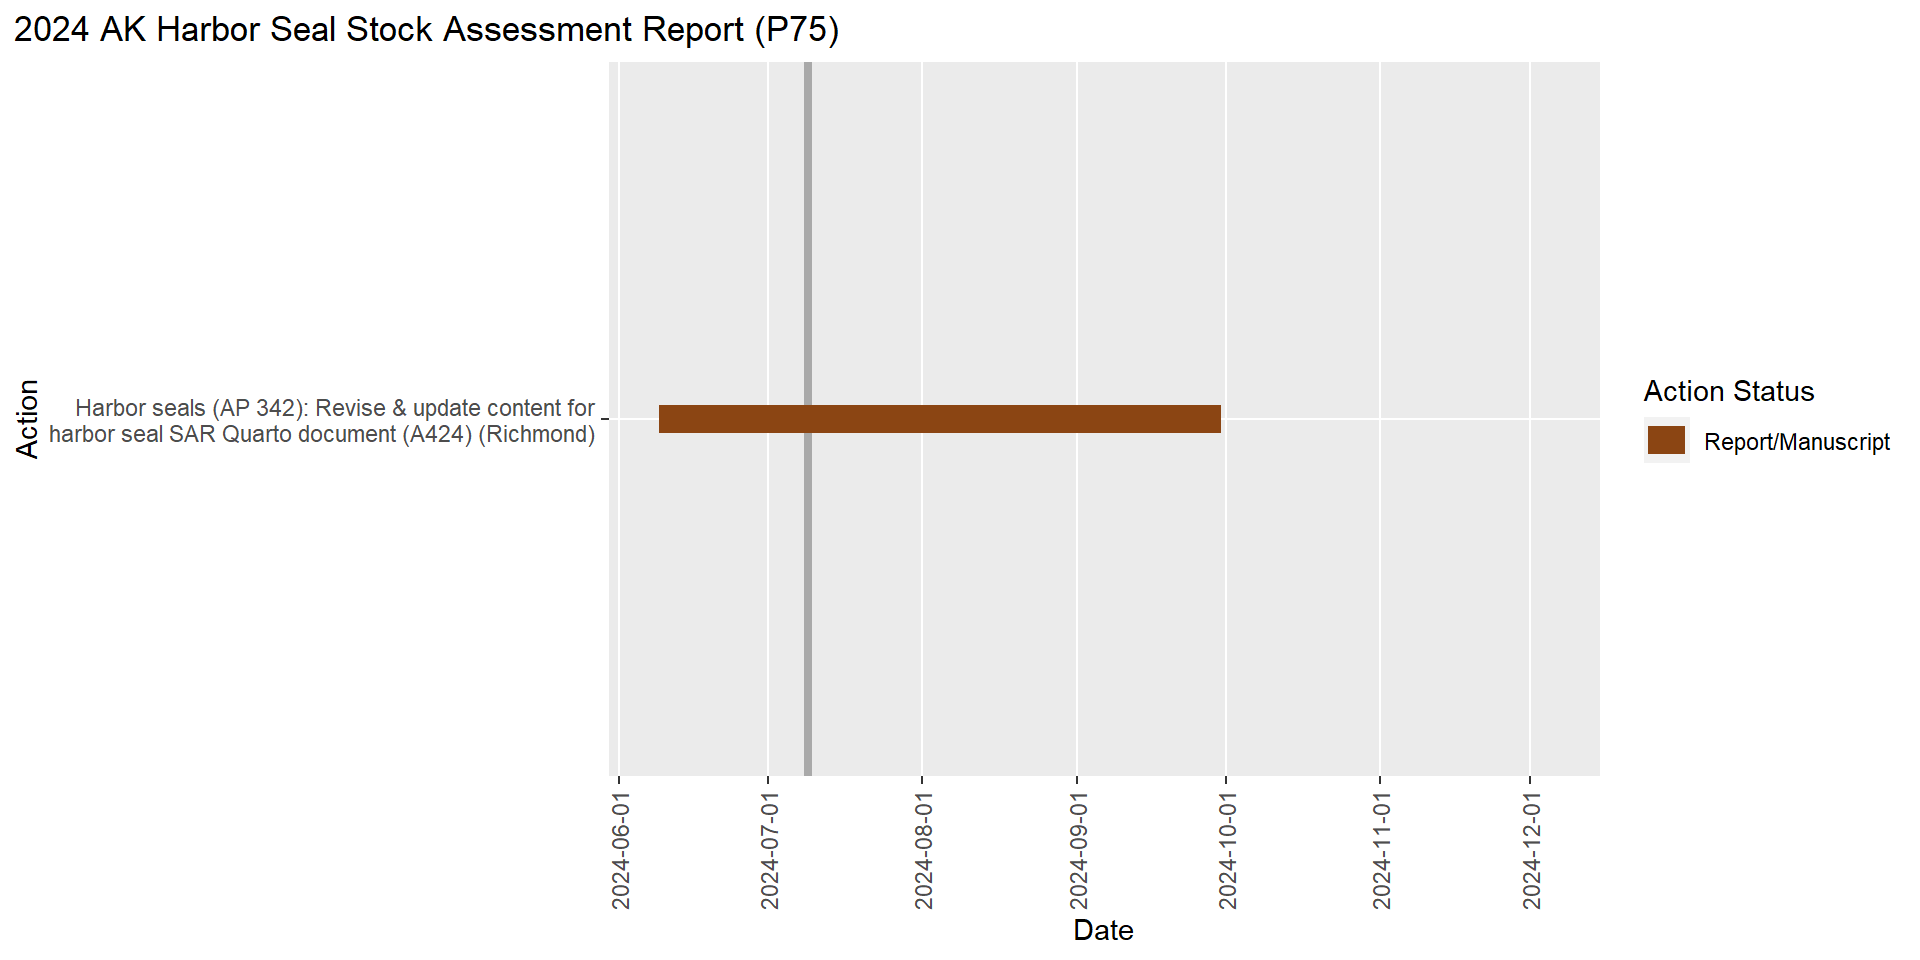 2024 AK Harbor Seal Stock Assessment Report (P75)
Action
Harbor seals (AP 342): Revise & update content for
harbor seal SAR Quarto document (A424) (Richmond)
2024-06-01
2024-07-01
2024-08-01
2024-09-01
2024-10-01
2024-11-01
2024-12-01
Date
Action Status
Report/Manuscript